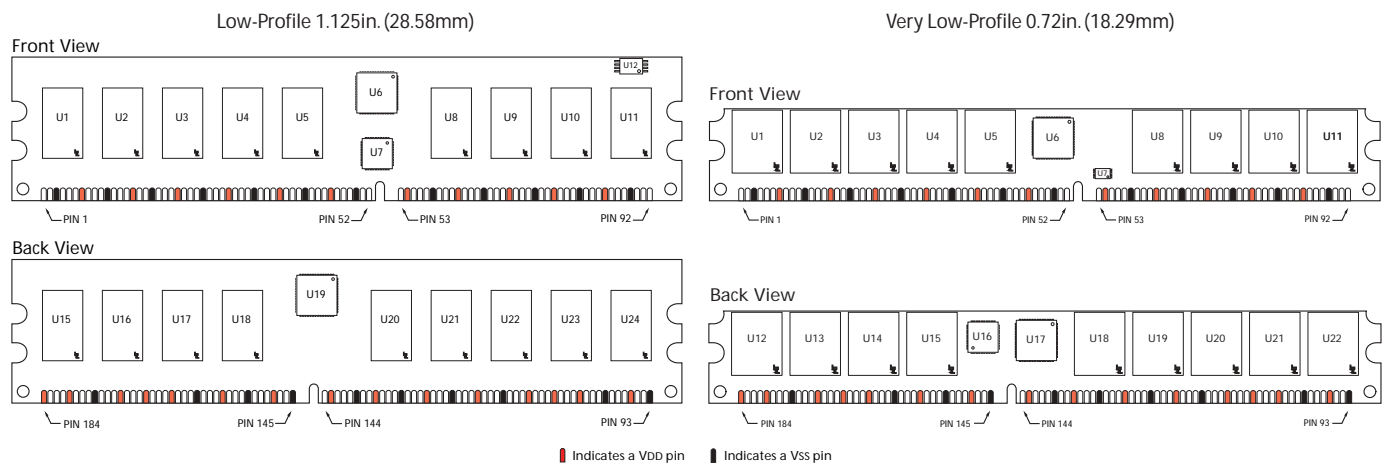 Low-Profile 1.125in. (28.58mm)
Very Low-Profile 0.72in. (18.29mm)
Front View
U1 U2 U3 U4 U5 U6 U7 U8 U9 U10 U11 U12
PIN 1 PIN 52 PIN 53 PIN 92
Front View
U1 U2 U3 U4 U5 U6 U7 U8 U9 U10 U11
PIN 1 PIN 52 PIN 53 PIN 92
Back View
U15 U16 U17 U18 U19 U20 U21 U22 U23 U24
PIN 184 PIN 145 PIN 144 PIN 93
Back View
U12 U13 U14 U15 U16 U17 U18 U19 U20 U21 U22
PIN 184 PIN 145 PIN 144 PIN 93
Indicates a VDD pin
Indicates a VSS pin